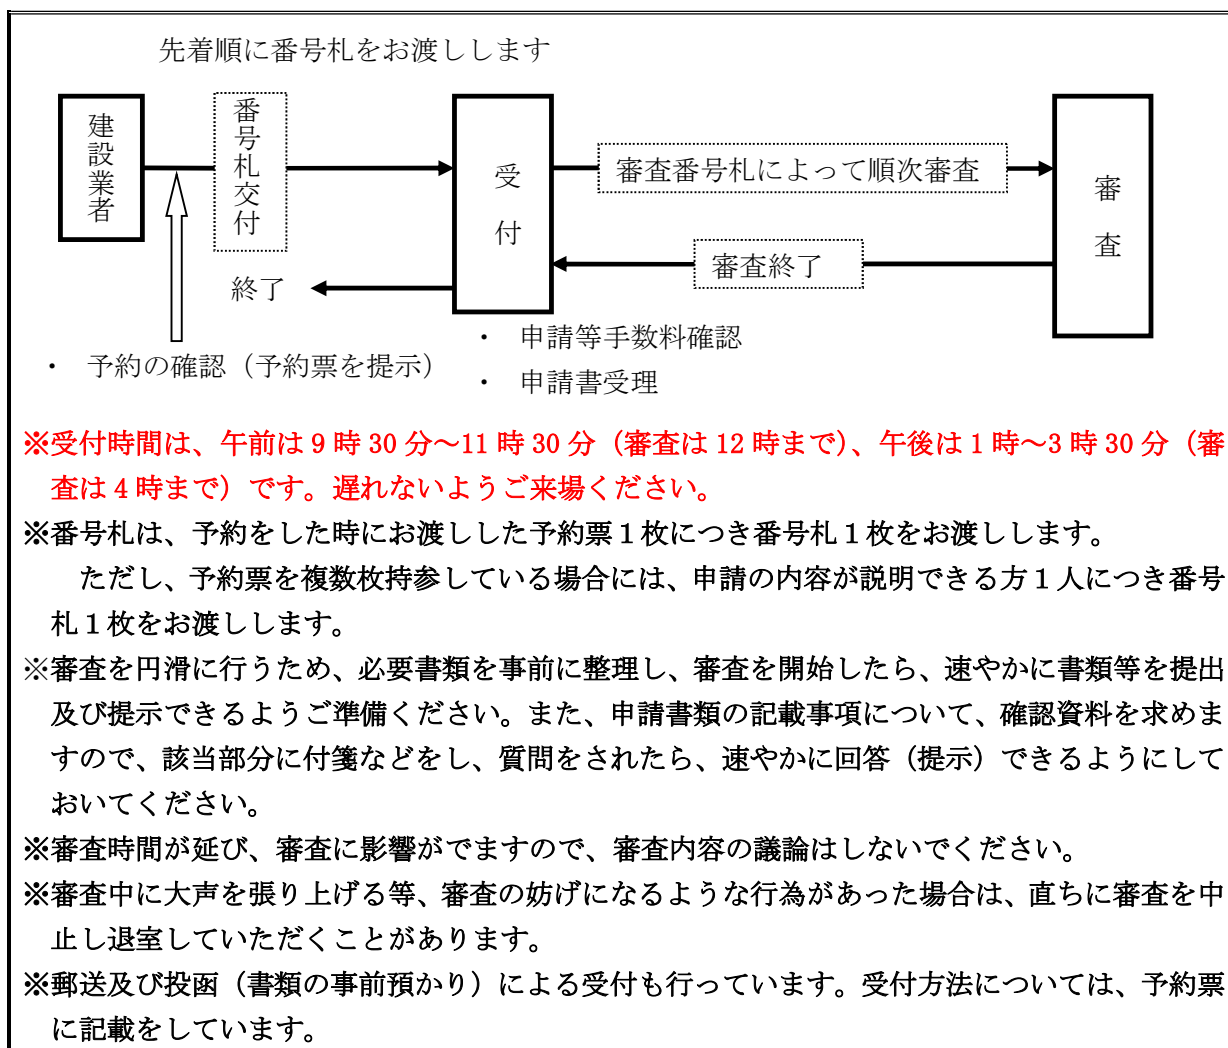 先着順に番号札をお渡しします
建設業者
番号札交付
受付
審査番号札によって順次審査
審査
審査終了
終了
・ 予約の確認（予約票を提示）
・ 申請等手数料確認
・ 申請書受理
※受付時間は、午前は9時30分～11時30分（審査は12時まで）、午後は1時～3時30分（審
査は4時まで）です。遅れないようご来場ください。
※番号札は、予約をした時にお渡しした予約票１枚につき番号札１枚をお渡しします。
ただし、予約票を複数枚持参している場合には、申請の内容が説明できる方１人につき番号
札１枚をお渡しします。
※審査を円滑に行うため、必要書類を事前に整理し、審査を開始したら、速やかに書類等を提出
及び提示できるようご準備ください。また、申請書類の記載事項について、確認資料を求めま
すので、該当部分に付箋などをし、質問をされたら、速やかに回答（提示）できるようにして
おいてください。
※審査時間が延び、審査に影響がでますので、審査内容の議論はしないでください。
※審査中に大声を張り上げる等、審査の妨げになるような行為があった場合は、直ちに審査を中
止し退室していただくことがあります。
※郵送及び投函（書類の事前預かり）による受付も行っています。受付方法については、予約票
に記載をしています。